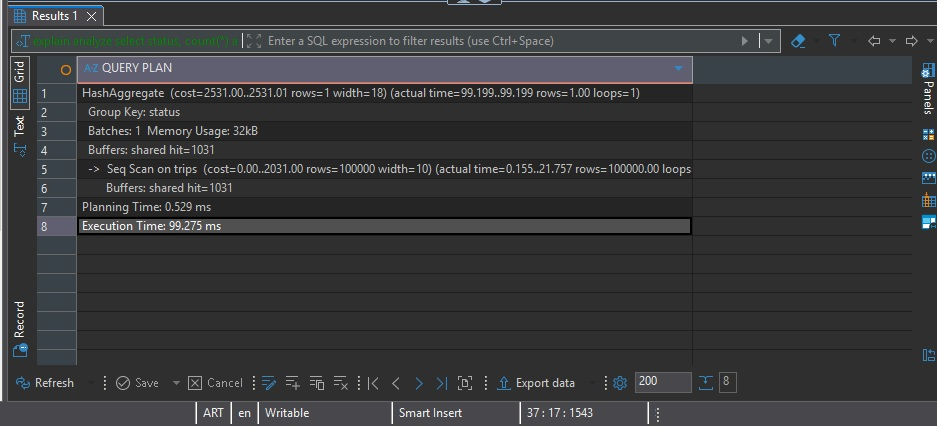 Results 1
explain analyze select status, count(*)
Enter a SQL expression to filter results (use Ctrl+Space)
Grid
Text
Record
Panels
A-Z QUERY PLAN
1 HashAggregate (cost=2531.00..2531.01 rows=1 width=18) (actual time=99.199..99.199 rows=1.00 loops=1)
2 Group Key: status
3 Batches: 1 Memory Usage: 32kB
4 Buffers: shared hit=1031
5 -> Seq Scan on trips (cost=0.00..2031.00 rows=100000 width=10) (actual time=0.155..21.757 rows=100000.00 loops
6 Buffers: shared hit=1031
7 Planning Time: 0.529 ms
8 Execution Time: 99.275 ms
Refresh Save Cancel Export data 200 8
ART en Writable Smart Insert 37 : 17 : 1543